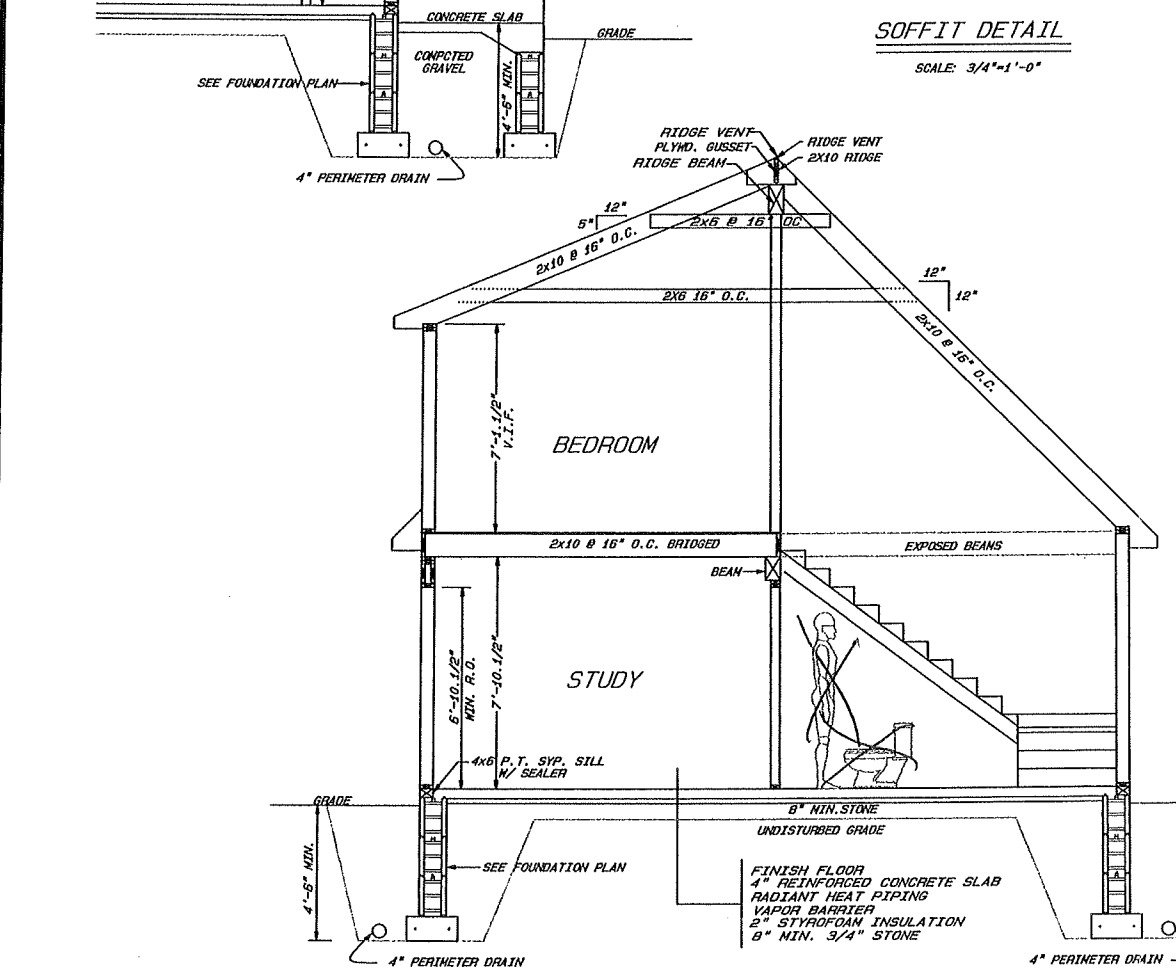 CONCRETE SLAB
GRADE
CONPCTED
GRAVEL
SEE FOUNDATION PLAN
4'-6" MIN.
4" PERIMETER DRAIN
SOFFIT DETAIL
SCALE: 3/4"=1'-0"
RIDGE VENT
PLYWD. GUSSET
RIDGE BEAM
RIDGE VENT
2X10 RIDGE
12"
5"
2x6 @ 16" OC
2x10 @ 16" O.C.
2X6 16" O.C.
12"
12"
2x10 @ 16" O.C.
7'-1.1/2"
V.I.F.
BEDROOM
2x10 @ 16" O.C. BRIDGED
EXPOSED BEAMS
BEAM
6'-10.1/2"
MIN. R.O.
7'-10.1/2"
STUDY
4x6 P.T. SYP. SILL
W/ SEALER
GRADE
8" MIN.STONE
UNDISTURBED GRADE
4'-6" MIN.
SEE FOUNDATION PLAN
FINISH FLOOR
4" REINFORCED CONCRETE SLAB
RADIANT HEAT PIPING
VAPOR BARRIER
2" STYROFOAM INSULATION
8" MIN. 3/4" STONE
4" PERIMETER DRAIN
4" PERIMETER DRAIN